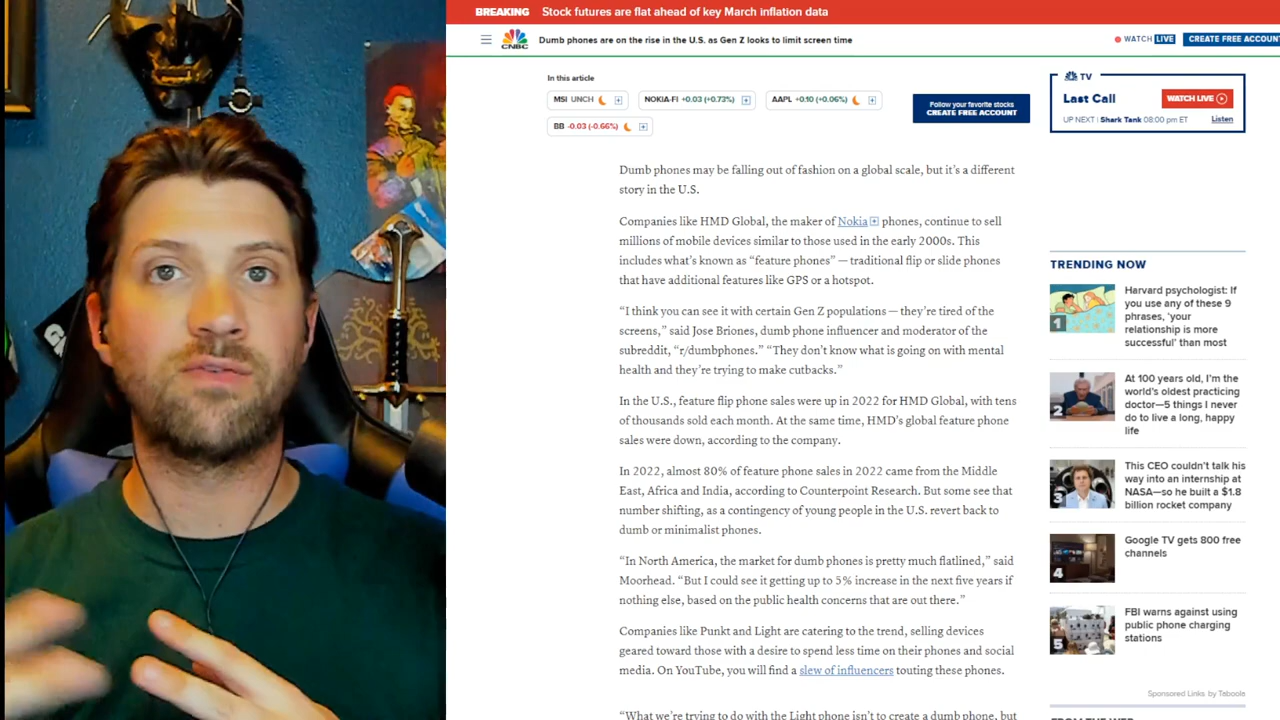 BREAKING Stock futures are flat ahead of key March inflation data
CNBC
Dumb phones are on the rise in the U.S. as Gen Z looks to limit screen time
WATCH LIVE
CREATE FREE ACCOUNT
In this article
MSI UNCH
NOKIA-FI +0.03 (+0.73%)
AAPL +0.10 (+0.06%)
BB -0.03 (-0.66%)
Follow your favorite stocks
CREATE FREE ACCOUNT
TV
Last Call
WATCH LIVE
UP NEXT | Shark Tank 08:00 pm ET
Listen
Dumb phones may be falling out of fashion on a global scale, but it’s a different
story in the U.S.
Companies like HMD Global, the maker of Nokia phones, continue to sell
millions of mobile devices similar to those used in the early 2000s. This
includes what’s known as “feature phones” — traditional flip or slide phones
that have additional features like GPS or a hotspot.
“I think you can see it with certain Gen Z populations — they’re tired of the
screens,” said Jose Briones, dumb phone influencer and moderator of the
subreddit, “r/dumbphones.” “They don’t know what is going on with mental
health and they’re trying to make cutbacks.”
In the U.S., feature flip phone sales were up in 2022 for HMD Global, with tens
of thousands sold each month. At the same time, HMD’s global feature phone
sales were down, according to the company.
In 2022, almost 80% of feature phone sales in 2022 came from the Middle
East, Africa and India, according to Counterpoint Research. But some see that
number shifting, as a contingency of young people in the U.S. revert back to
dumb or minimalist phones.
“In North America, the market for dumb phones is pretty much flatlined,” said
Moorhead. “But I could see it getting up to 5% increase in the next five years if
nothing else, based on the public health concerns that are out there.”
Companies like Punkt and Light are catering to the trend, selling devices
geared toward those with a desire to spend less time on their phones and social
media. On YouTube, you will find a slew of influencers touting these phones.
“What we’re trying to do with the Light phone isn’t to create a dumb phone, but
TRENDING NOW
1
Harvard psychologist: If
you use any of these 9
phrases, ‘your
relationship is more
successful’ than most
2
At 100 years old, I’m the
world’s oldest practicing
doctor—5 things I never
do to live a long, happy
life
3
This CEO couldn’t talk his
way into an internship at
NASA—so he built a $1.8
billion rocket company
4
Google TV gets 800 free
channels
5
FBI warns against using
public phone charging
stations
Sponsored Links by Taboola
FROM THE WEB